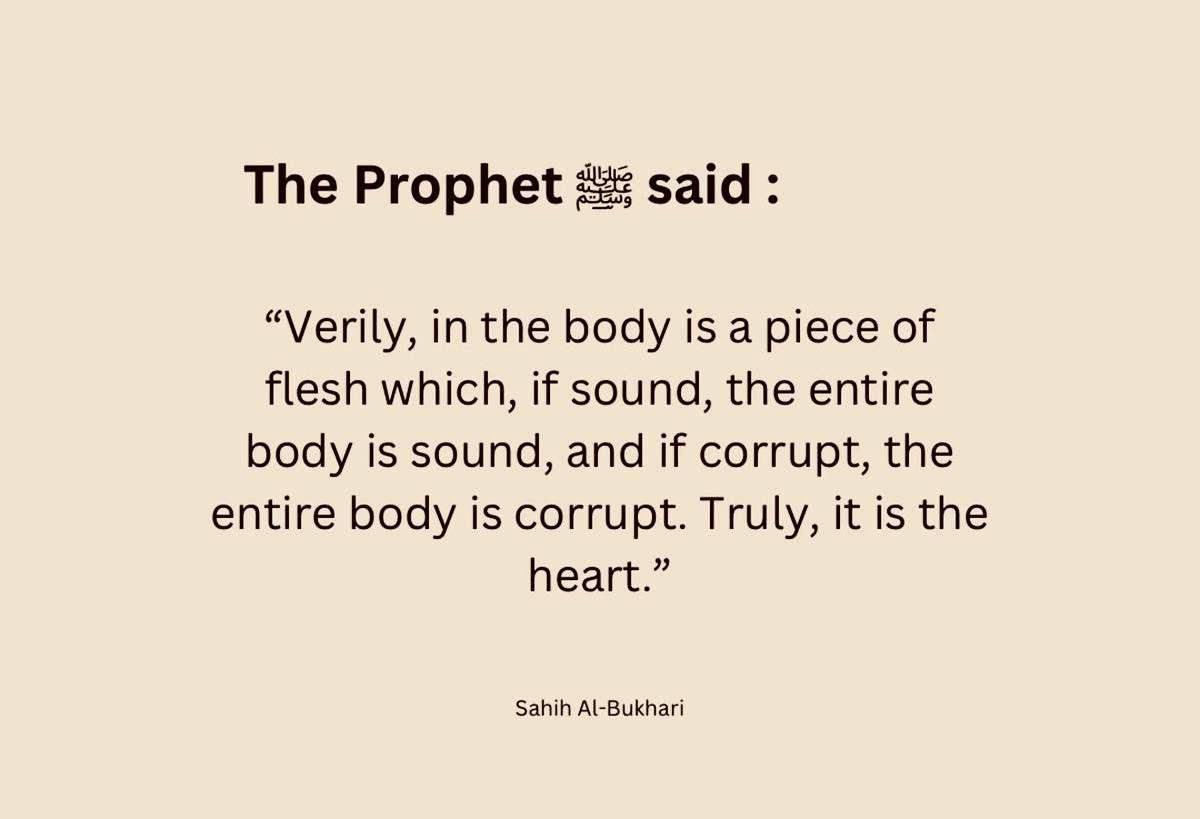 The Prophet ﷺ said :
“Verily, in the body is a piece of
flesh which, if sound, the entire
body is sound, and if corrupt, the
entire body is corrupt. Truly, it is the
heart.”
Sahih Al-Bukhari